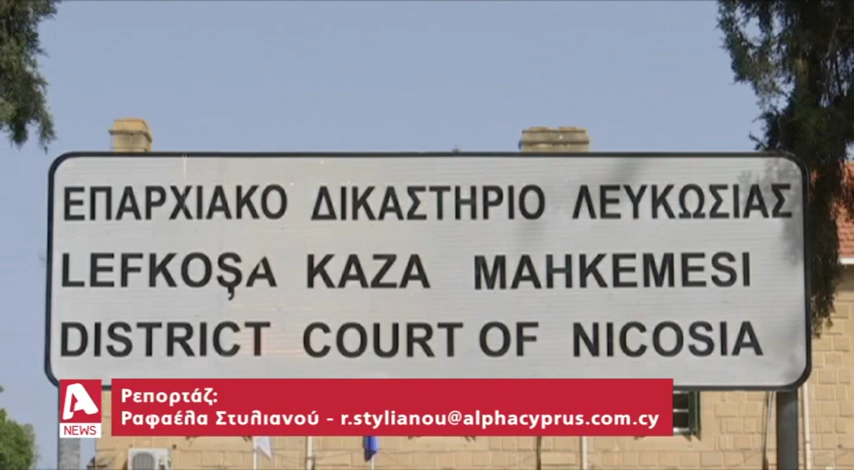 ΕΠΑΡΧΙΑΚΟ ΔΙΚΑΣΤΗΡΙΟ ΛΕΥΚΩΣΙΑΣ
LEFKOŞA KAZA MAHKEMESI
DISTRICT COURT OF NICOSIA
A NEWS
Ρεπορτάζ:
Ραφαέλα Στυλιανού - r.stylianou@alphacyprus.com.cy